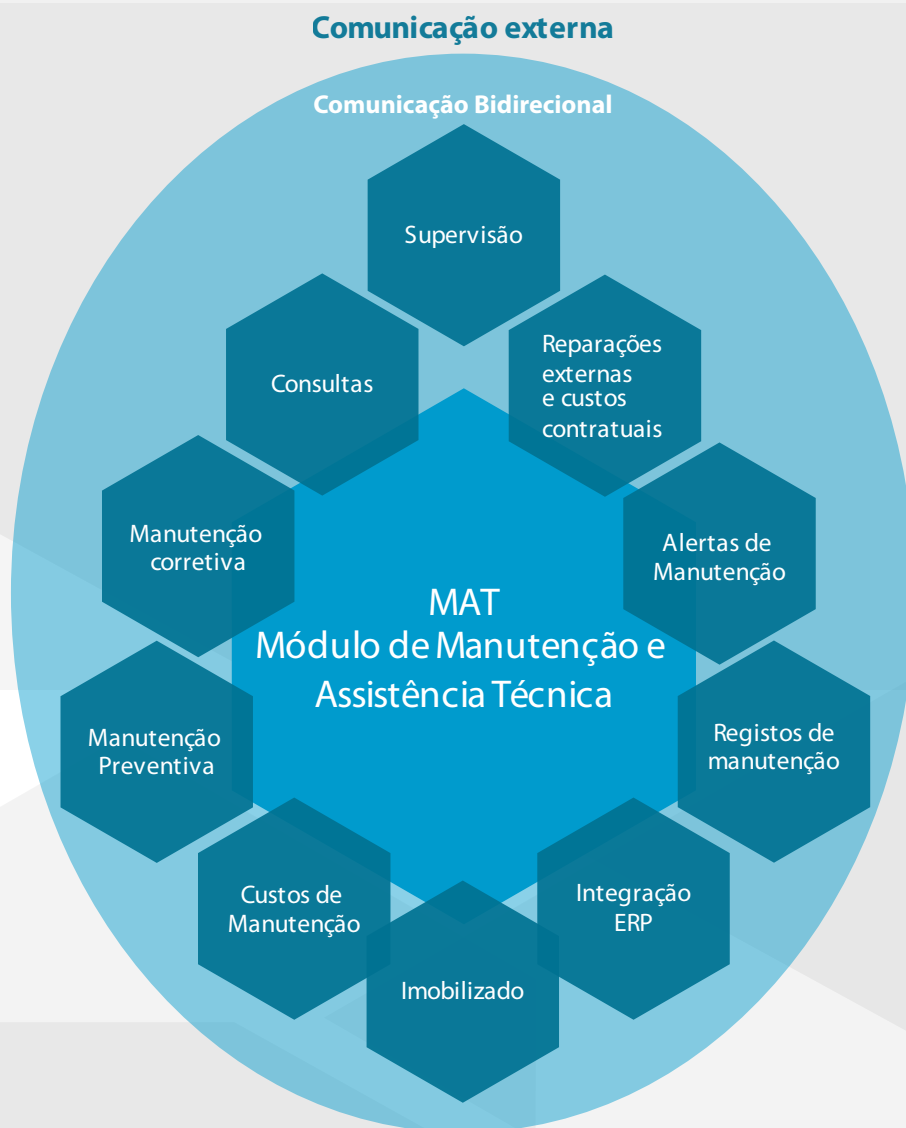 Comunicação externa
Comunicação Bidirecional
Supervisão
Consultas
Reparações
externas
e custos
contratuais
Manutenção
corretiva
Alertas de
Manutenção
MAT
Módulo de Manutenção e
Assistência Técnica
Manutenção
Preventiva
Registos de
manutenção
Custos de
Manutenção
Integração
ERP
Imobilizado